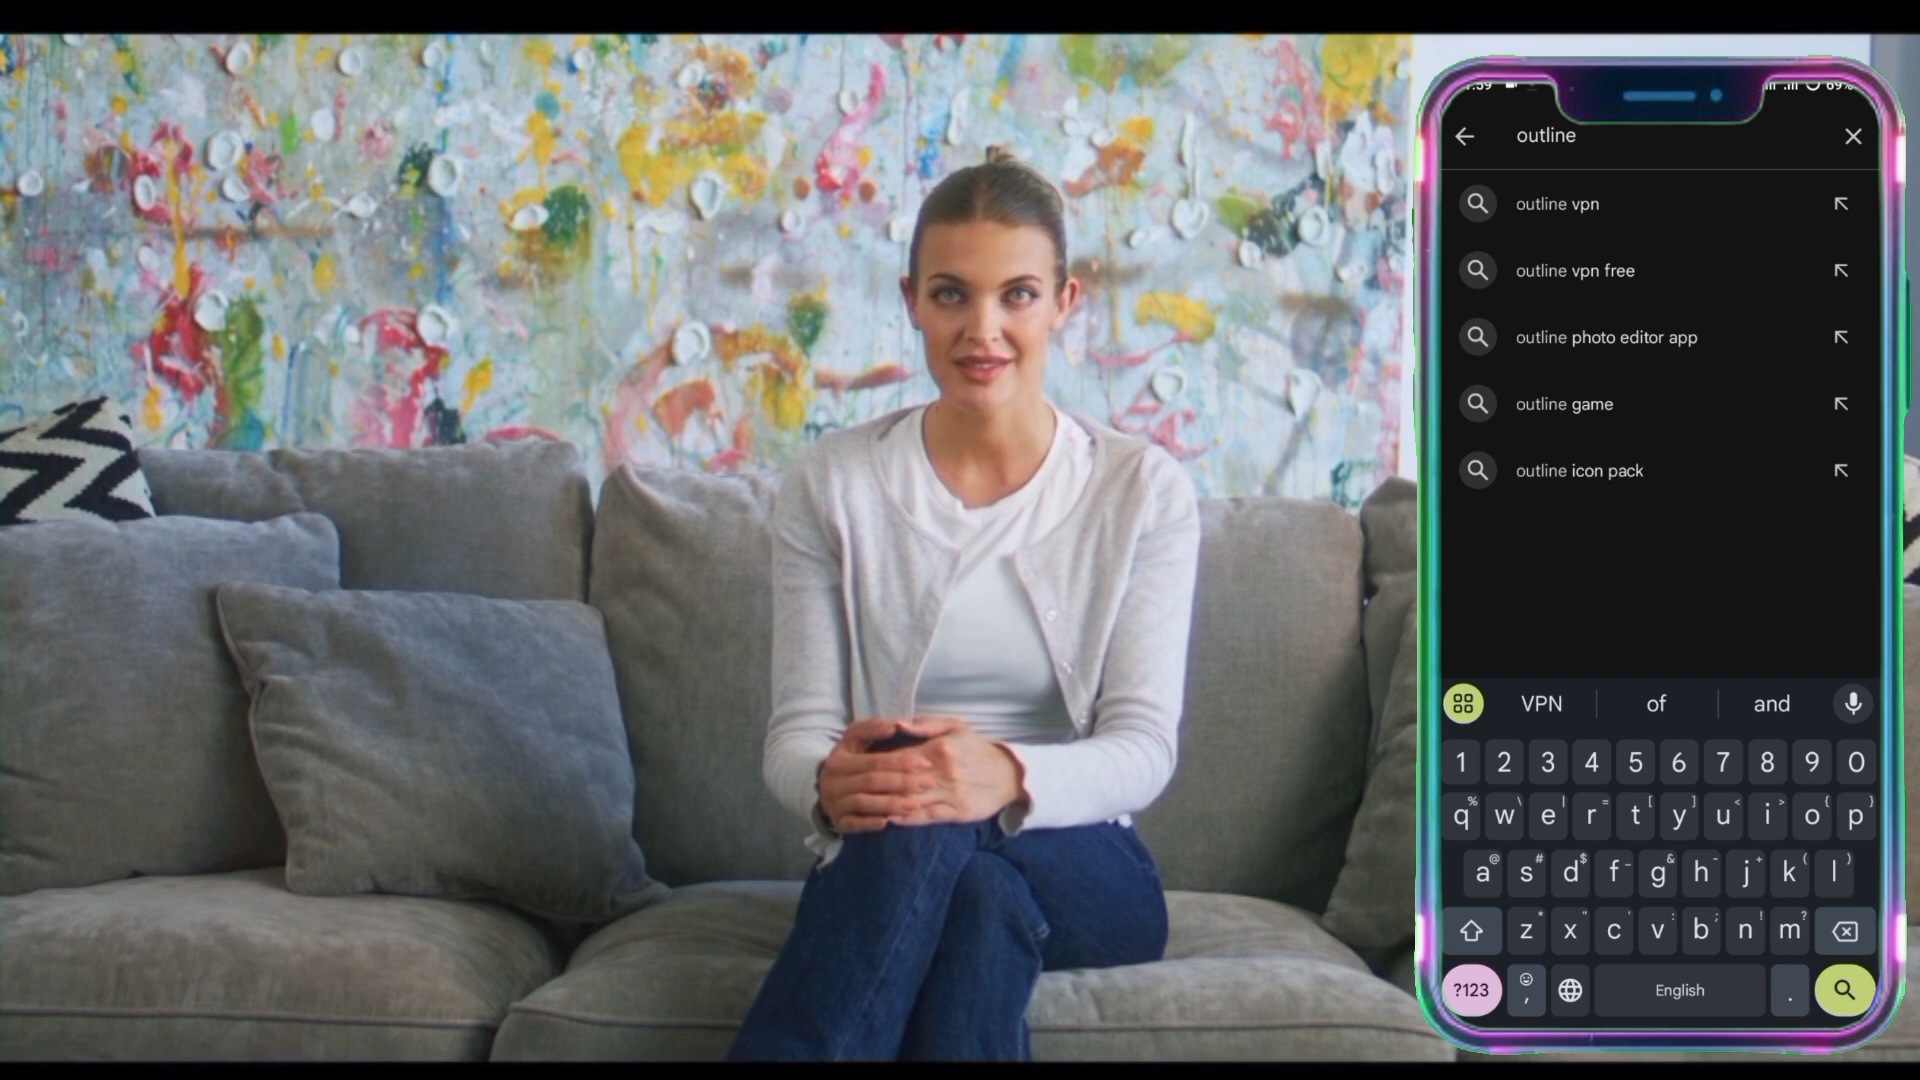 outline
outline vpn
outline vpn free
outline photo editor app
outline game
outline icon pack
VPN of and
1 2 3 4 5 6 7 8 9 0
q w e r t y u i o p
a s d f g h j k l
z x c v b n m
?123 , English .